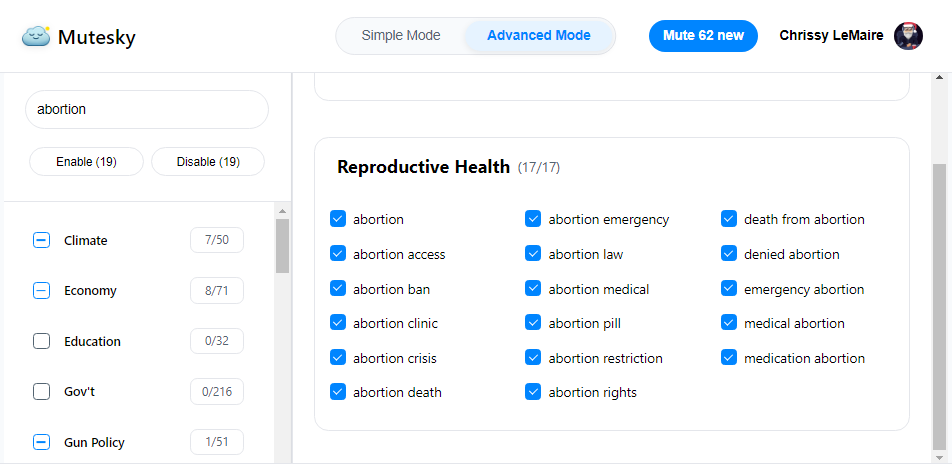 Mutesky
Simple Mode
Advanced Mode
Mute 62 new
Chrissy LeMaire
abortion
Enable (19)
Disable (19)
Climate 7/50
Economy 8/71
Education 0/32
Gov't 0/216
Gun Policy 1/51
Reproductive Health (17/17)
abortion abortion emergency death from abortion
abortion access abortion law denied abortion
abortion ban abortion medical emergency abortion
abortion clinic abortion pill medical abortion
abortion crisis abortion restriction medication abortion
abortion death abortion rights